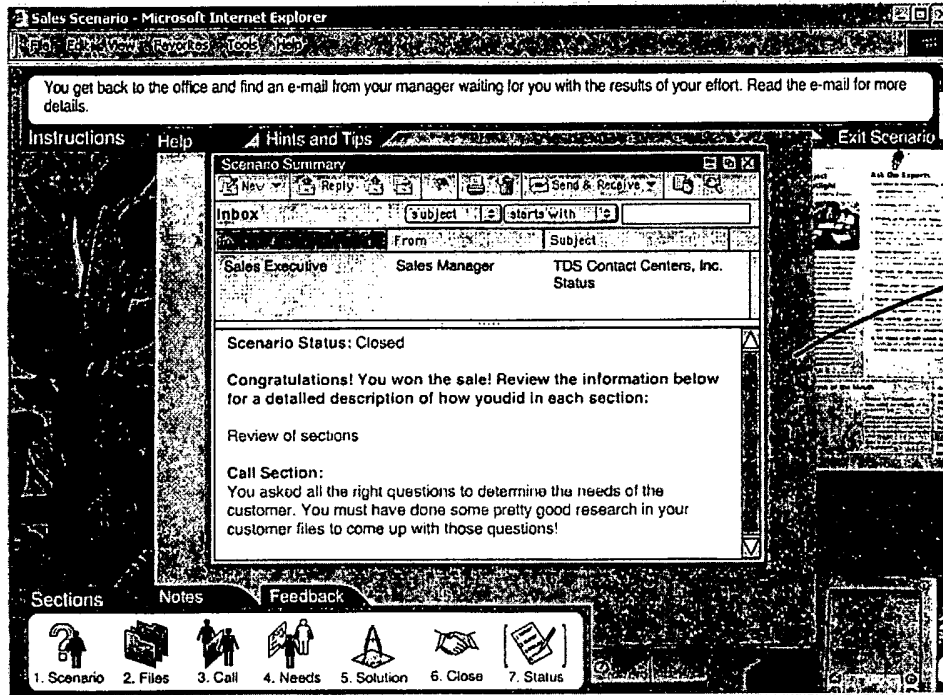 Sales Scenario - Microsoft Internet Explorer
File Edit View Favorites Tools Help
You get back to the office and find an e-mail from your manager waiting for you with the results of your effort. Read the e-mail for more
details.
Instructions Help Hints and Tips Exit Scenario
Scenario Summary
New Reply Send & Receive
Inbox subject starts with
From Subject
Sales Executive Sales Manager TDS Contact Centers, Inc.
Status
Ask Our Experts
Scenario Status: Closed
Congratulations! You won the sale! Review the information below
for a detailed description of how youdid in each section:
Review of sections
Call Section:
You asked all the right questions to determine the needs of the
customer. You must have done some pretty good research in your
customer files to come up with those questions!
Sections Notes Feedback
1. Scenario 2. Files 3. Call 4. Needs 5. Solution 6. Close 7. Status